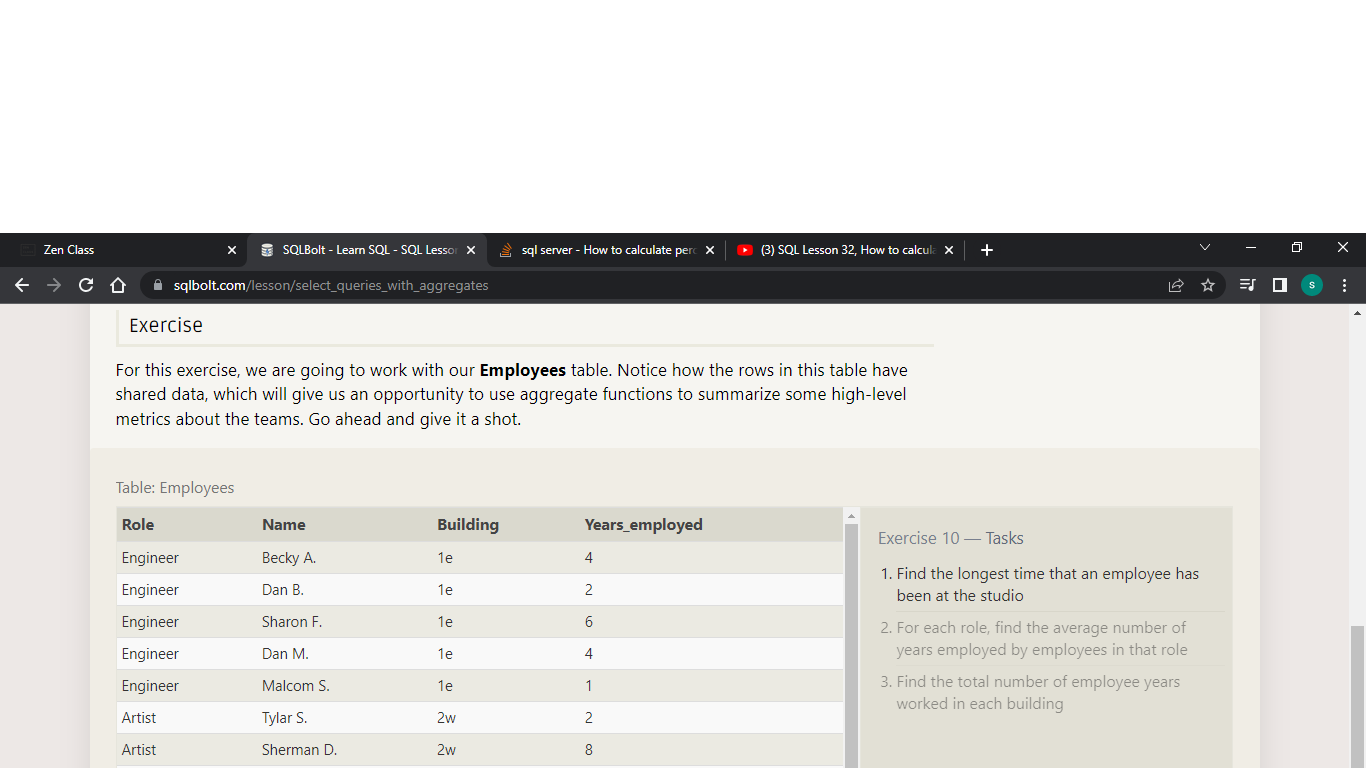 Zen Class
SQLBolt - Learn SQL - SQL Lesson
sql server - How to calculate perc
(3) SQL Lesson 32, How to calcula
sqlbolt.com/lesson/select_queries_with_aggregates
S
Exercise
For this exercise, we are going to work with our Employees table. Notice how the rows in this table have
shared data, which will give us an opportunity to use aggregate functions to summarize some high-level
metrics about the teams. Go ahead and give it a shot.
Table: Employees
Role Name Building Years_employed
Engineer Becky A. 1e 4
Engineer Dan B. 1e 2
Engineer Sharon F. 1e 6
Engineer Dan M. 1e 4
Engineer Malcom S. 1e 1
Artist Tylar S. 2w 2
Artist Sherman D. 2w 8
Exercise 10 — Tasks
1. Find the longest time that an employee has
been at the studio
2. For each role, find the average number of
years employed by employees in that role
3. Find the total number of employee years
worked in each building